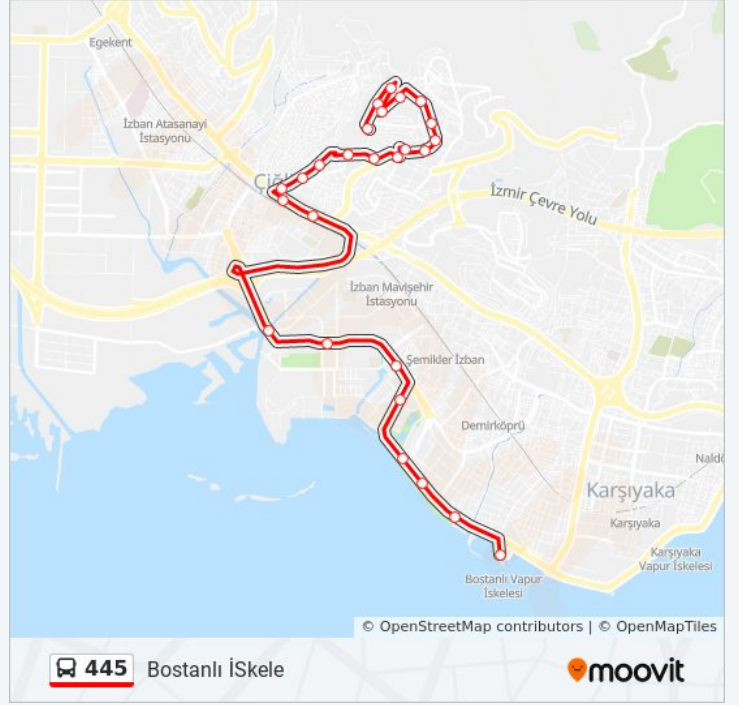 Egekent
İzban Atasanayi
İstasyonu
İzmir Çevre Yolu
İzban Mavişehir
İstasyonu
Şemikler İzban
Demirköprü
Karşıyaka
Karşıyaka
Karşıyaka
Vapur İskelesi
Bostanlı Vapur
İskelesi
© OpenStreetMap contributors | © OpenMapTiles
445 Bostanlı İSkele
moovit